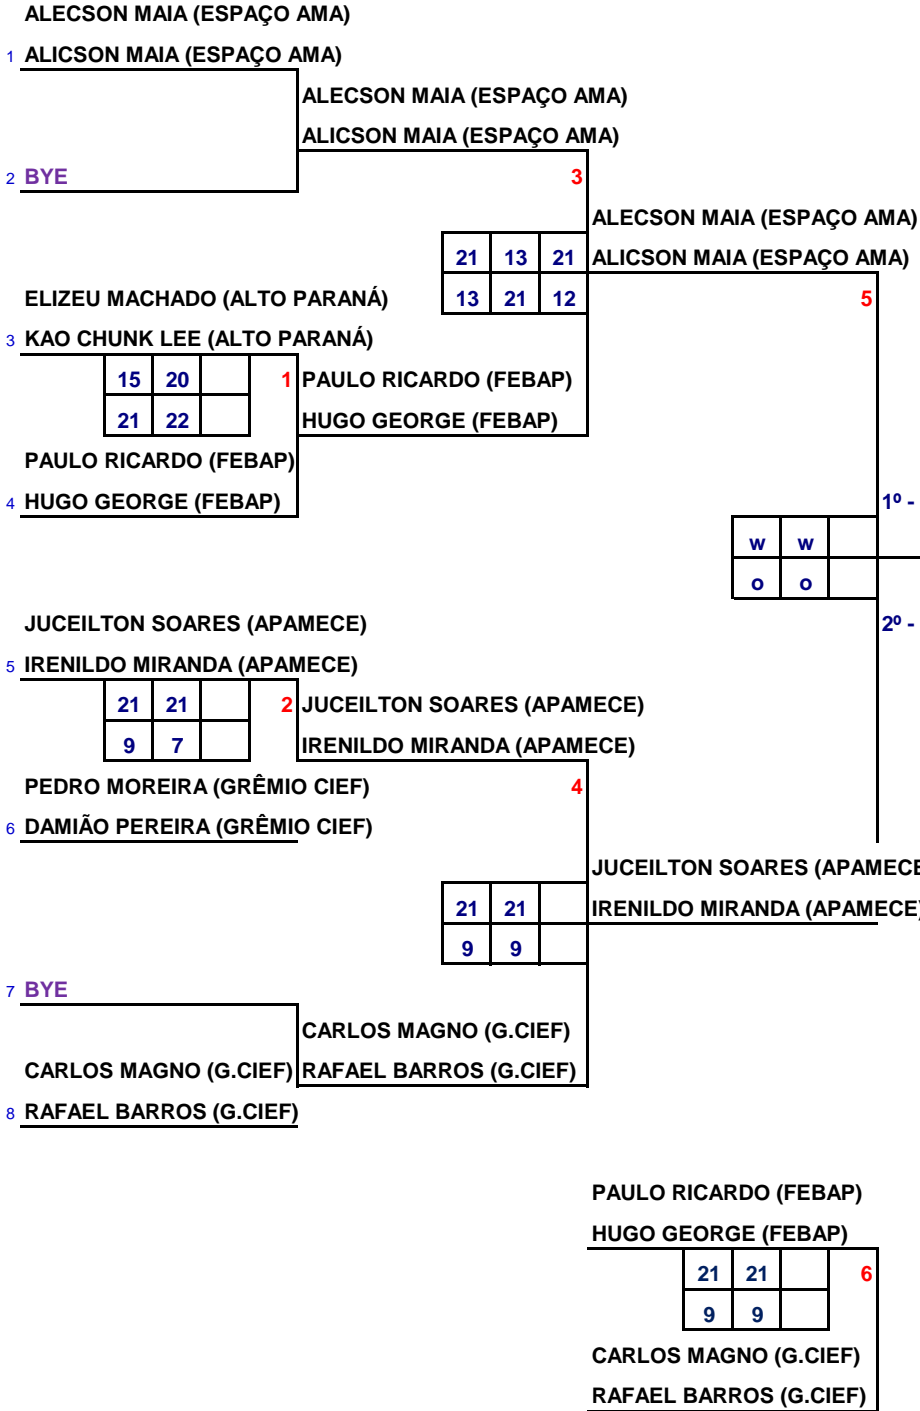 ALECSON MAIA (ESPAÇO AMA)
1 ALICSON MAIA (ESPAÇO AMA)
ALECSON MAIA (ESPAÇO AMA)
ALICSON MAIA (ESPAÇO AMA)
2 BYE
3
ALECSON MAIA (ESPAÇO AMA)
21 13 21 ALICSON MAIA (ESPAÇO AMA)
13 21 12
5
ELIZEU MACHADO (ALTO PARANÁ)
3 KAO CHUNK LEE (ALTO PARANÁ)
15 20 1 PAULO RICARDO (FEBAP)
21 22 HUGO GEORGE (FEBAP)
PAULO RICARDO (FEBAP)
4 HUGO GEORGE (FEBAP)
1º -
w w
o o
2º -
JUCEILTON SOARES (APAMECE)
5 IRENILDO MIRANDA (APAMECE)
21 21 2 JUCEILTON SOARES (APAMECE)
9 7 IRENILDO MIRANDA (APAMECE)
PEDRO MOREIRA (GRÊMIO CIEF)
4
6 DAMIÃO PEREIRA (GRÊMIO CIEF)
JUCEILTON SOARES (APAMECE
21 21 IRENILDO MIRANDA (APAMECE)
9 9
7 BYE
CARLOS MAGNO (G.CIEF)
CARLOS MAGNO (G.CIEF) RAFAEL BARROS (G.CIEF)
8 RAFAEL BARROS (G.CIEF)
PAULO RICARDO (FEBAP)
HUGO GEORGE (FEBAP)
21 21 6
9 9
CARLOS MAGNO (G.CIEF)
RAFAEL BARROS (G.CIEF)